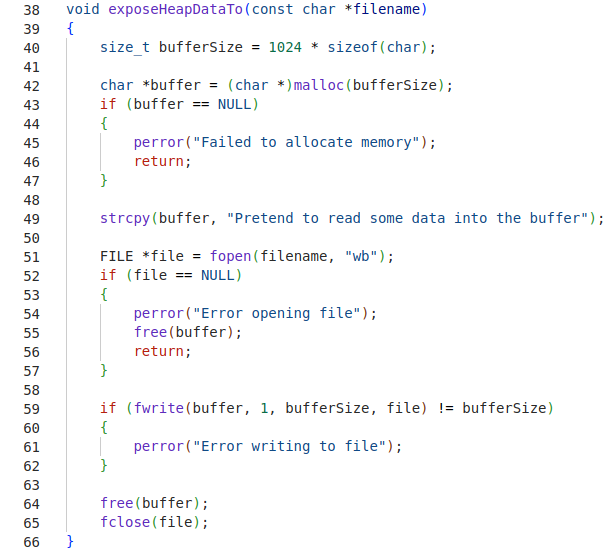 38 void exposeHeapDataTo(const char *filename)
39 {
40     size_t bufferSize = 1024 * sizeof(char);
41
42     char *buffer = (char *)malloc(bufferSize);
43     if (buffer == NULL)
44     {
45         perror("Failed to allocate memory");
46         return;
47     }
48
49     strcpy(buffer, "Pretend to read some data into the buffer");
50
51     FILE *file = fopen(filename, "wb");
52     if (file == NULL)
53     {
54         perror("Error opening file");
55         free(buffer);
56         return;
57     }
58
59     if (fwrite(buffer, 1, bufferSize, file) != bufferSize)
60     {
61         perror("Error writing to file");
62     }
63
64     free(buffer);
65     fclose(file);
66 }